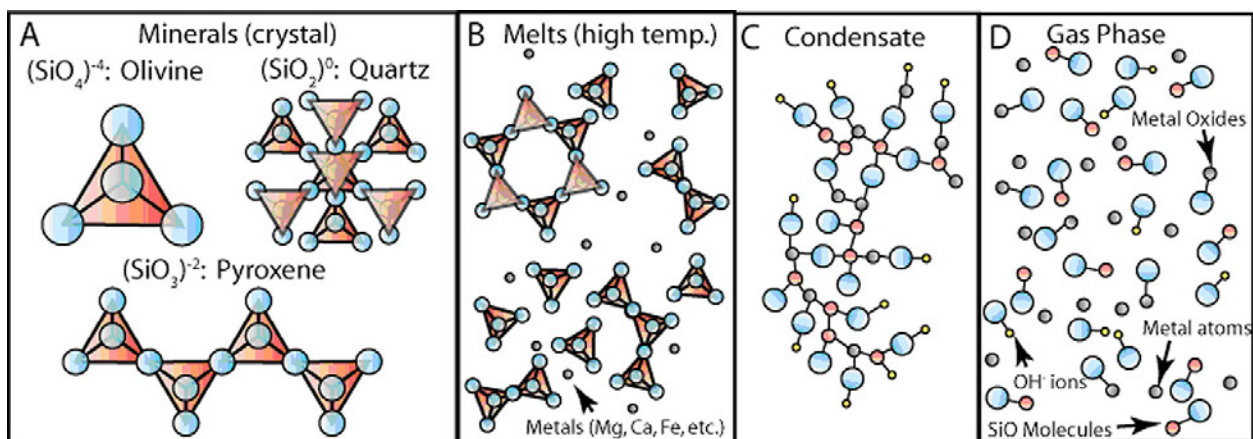 A
Minerals (crystal)
(SiO₄)⁻⁴: Olivine
(SiO₂)⁰: Quartz
(SiO₃)⁻²: Pyroxene
B
Melts (high temp.)
Metals (Mg, Ca, Fe, etc.)
C
Condensate
D
Gas Phase
Metal Oxides
Metal atoms
OH⁻ ions
SiO Molecules